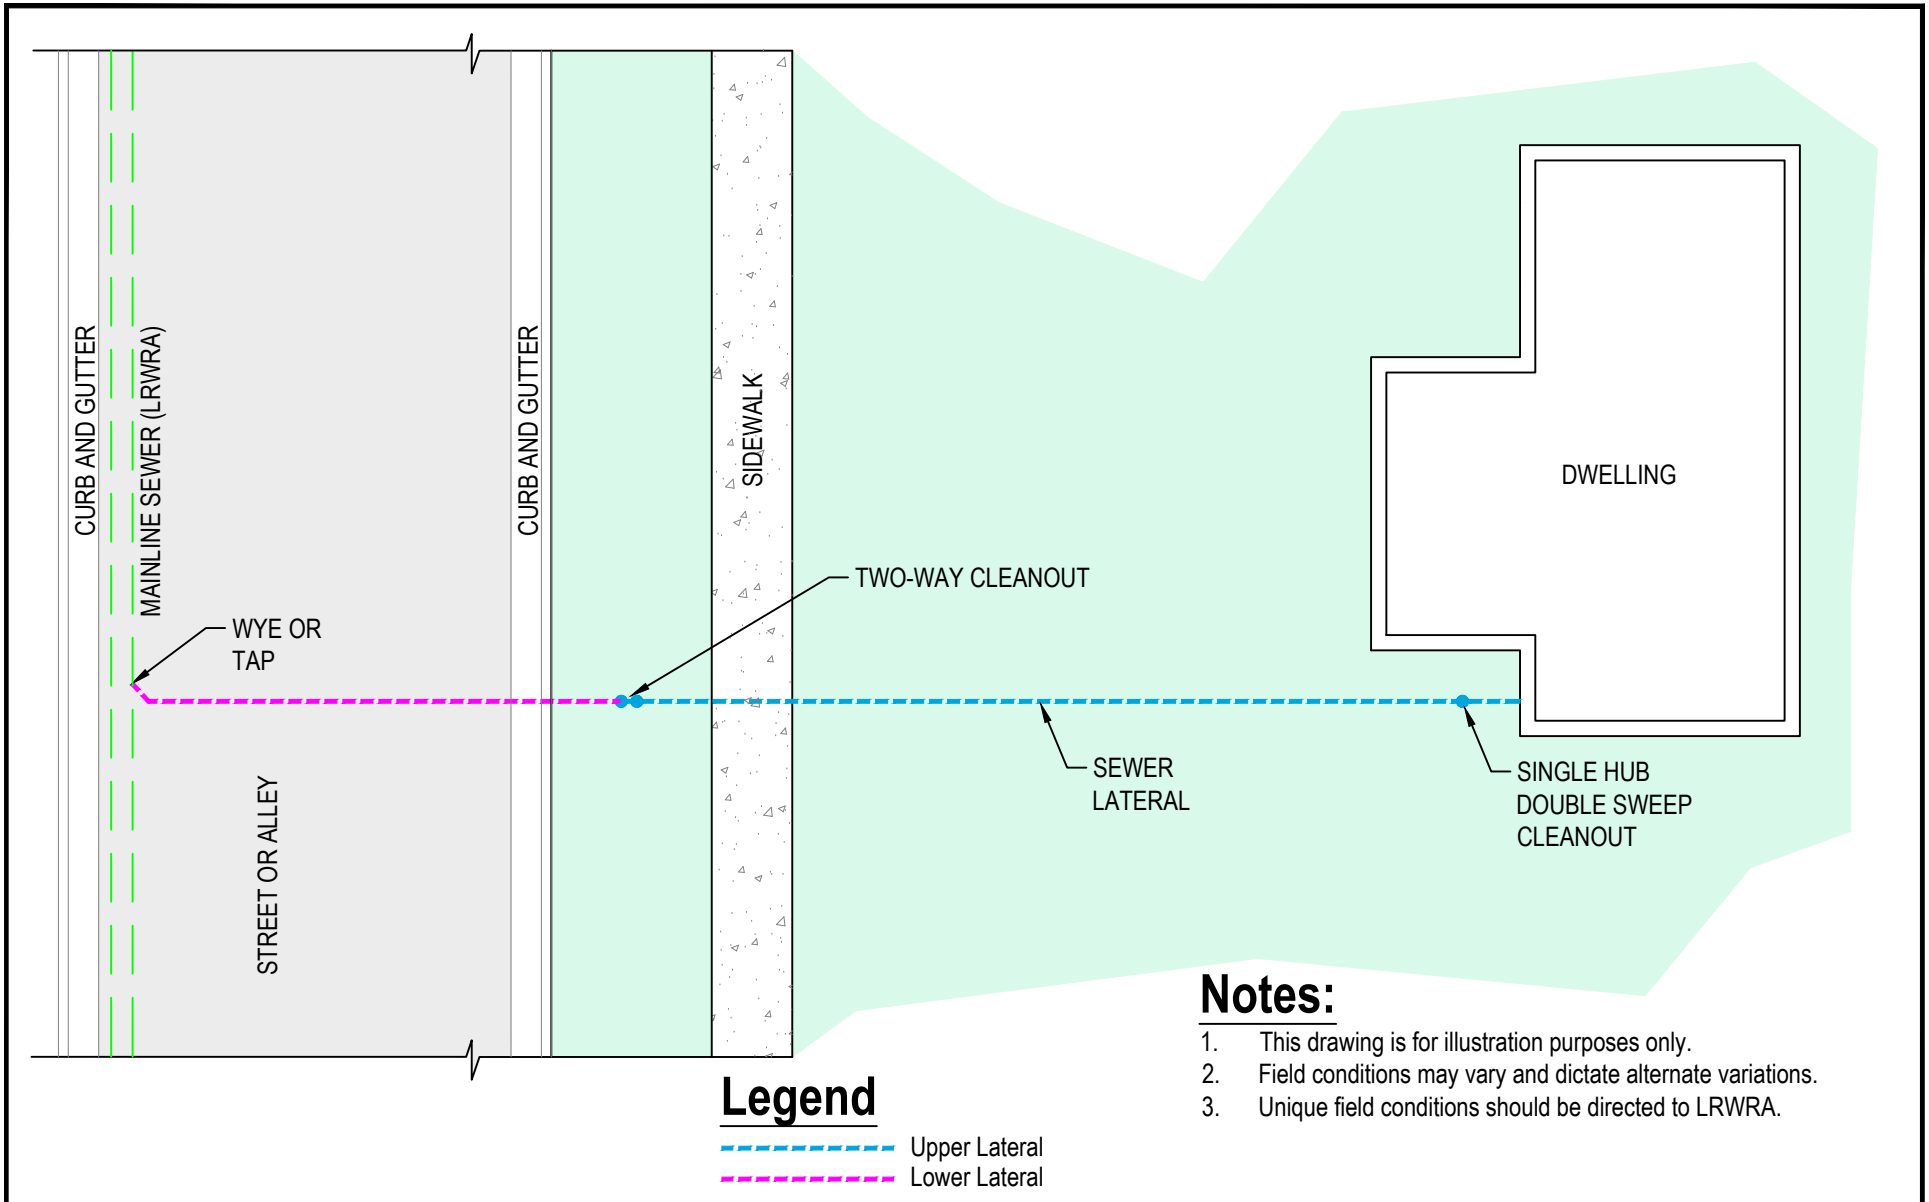 CURB AND GUTTER
MAINLINE SEWER (LRWRA)
CURB AND GUTTER
SIDEWALK
DWELLING
TWO-WAY CLEANOUT
WYE OR
TAP
STREET OR ALLEY
SEWER
LATERAL
SINGLE HUB
DOUBLE SWEEP
CLEANOUT
Notes:
1. This drawing is for illustration purposes only.
2. Field conditions may vary and dictate alternate variations.
3. Unique field conditions should be directed to LRWRA.
Legend
Upper Lateral
Lower Lateral